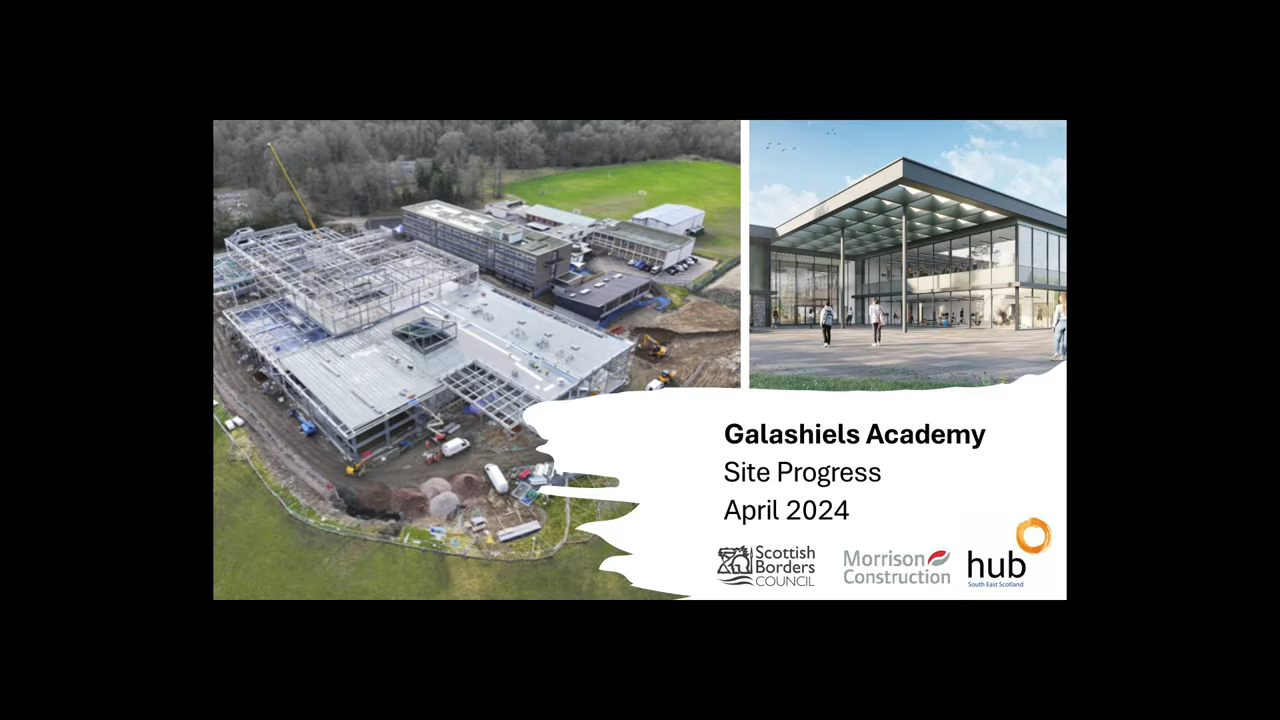 Galashiels Academy
Site Progress
April 2024
Scottish
Borders
COUNCIL
Morrison
Construction
hub
South East Scotland